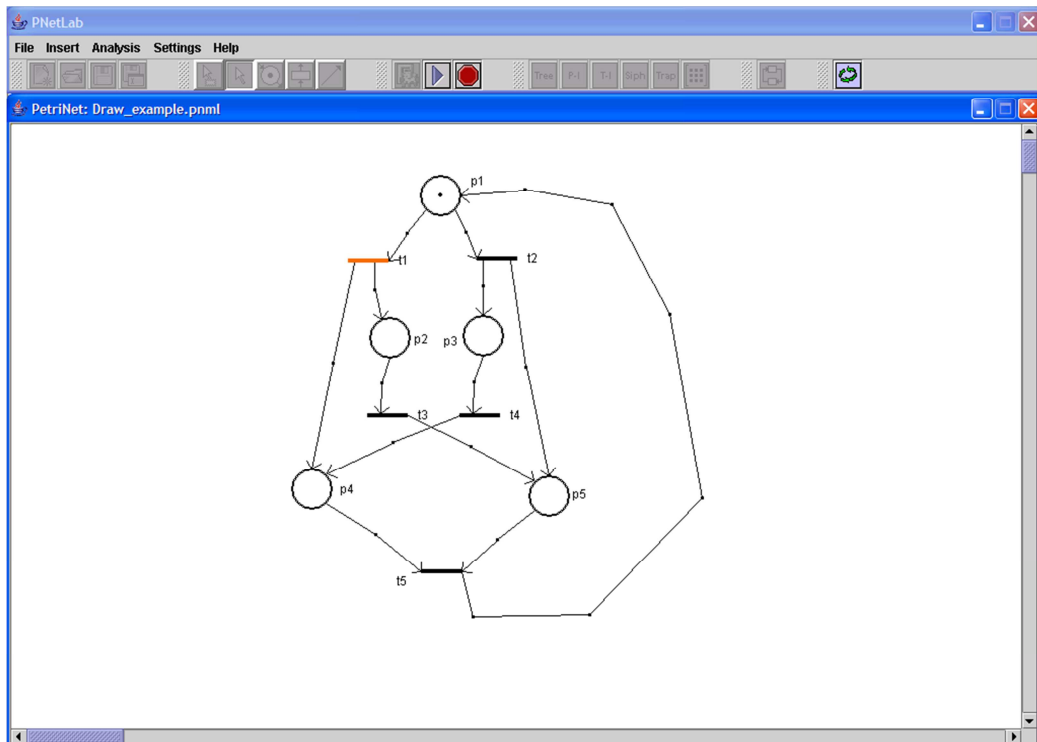 PNetLab
File Insert Analysis Settings Help
Tree P-I T-I Siph Trap
PetriNet: Draw_example.pnml
p1
t1 t2
p2 p3
t3 t4
p4 p5
t5